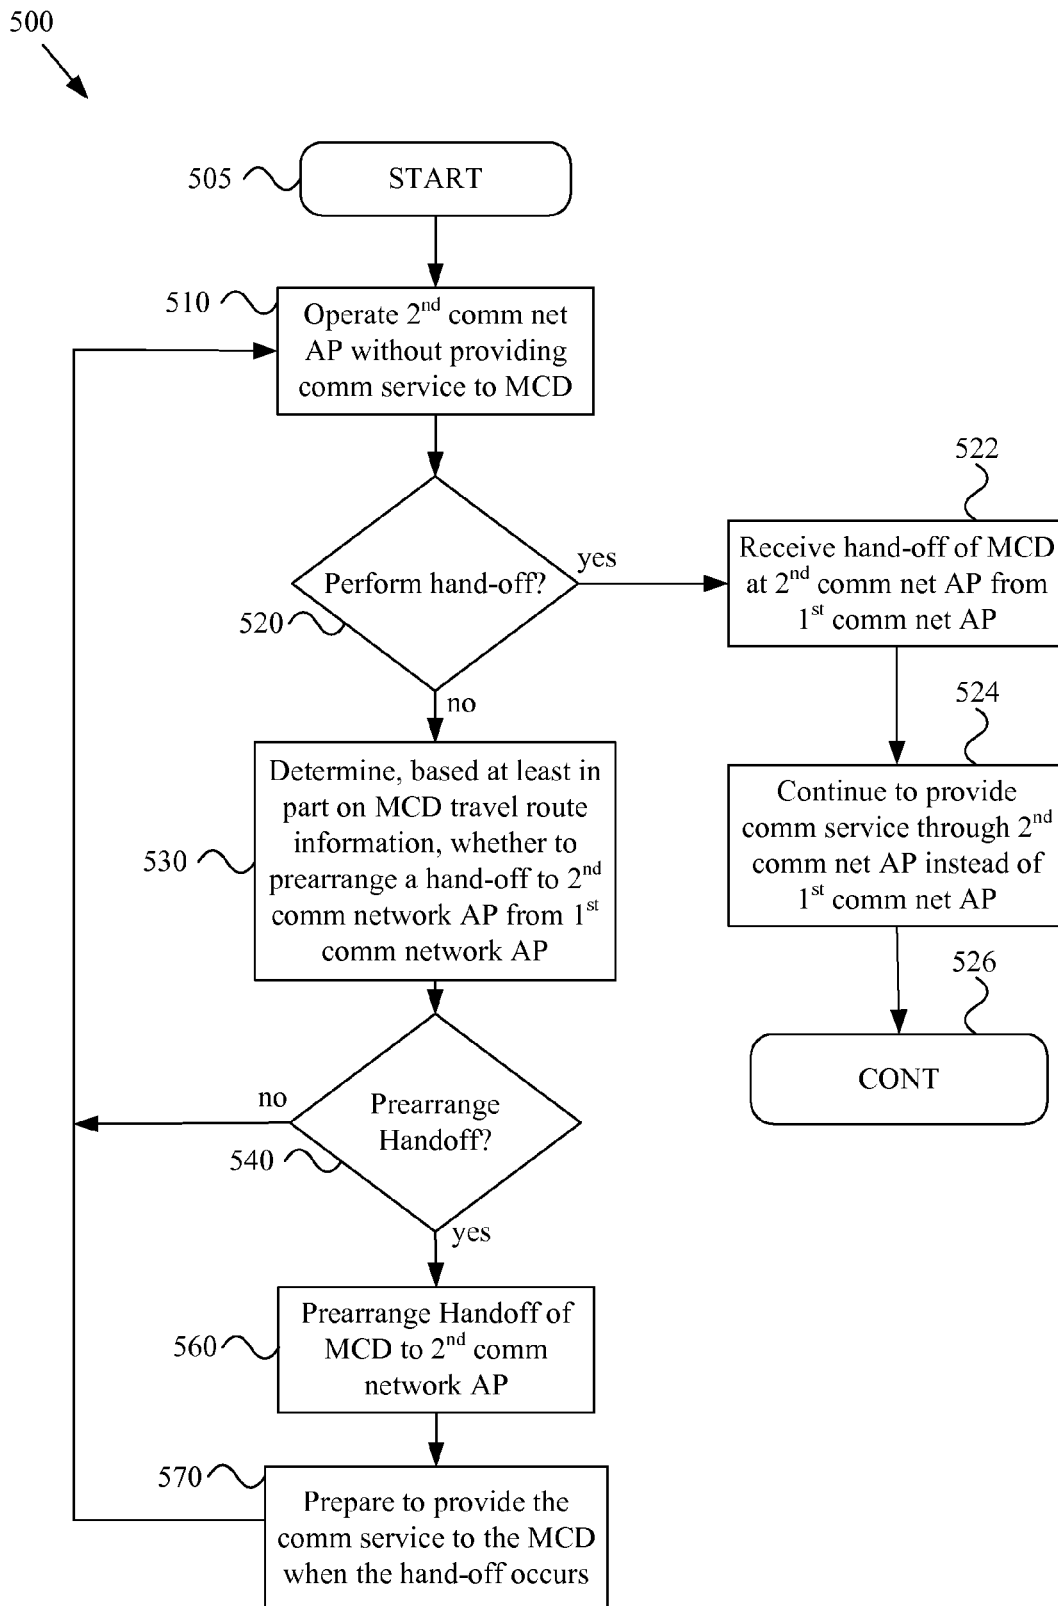 500
505
START
510
Operate 2nd comm net
AP without providing
comm service to MCD
Perform hand-off?
520
yes
no
522
Receive hand-off of MCD
at 2nd comm net AP from
1st comm net AP
524
Continue to provide
comm service through 2nd
comm net AP instead of
1st comm net AP
526
CONT
530
Determine, based at least in
part on MCD travel route
information, whether to
prearrange a hand-off to 2nd
comm network AP from 1st
comm network AP
no
Prearrange
Handoff?
540
yes
560
Prearrange Handoff of
MCD to 2nd comm
network AP
570
Prepare to provide the
comm service to the MCD
when the hand-off occurs